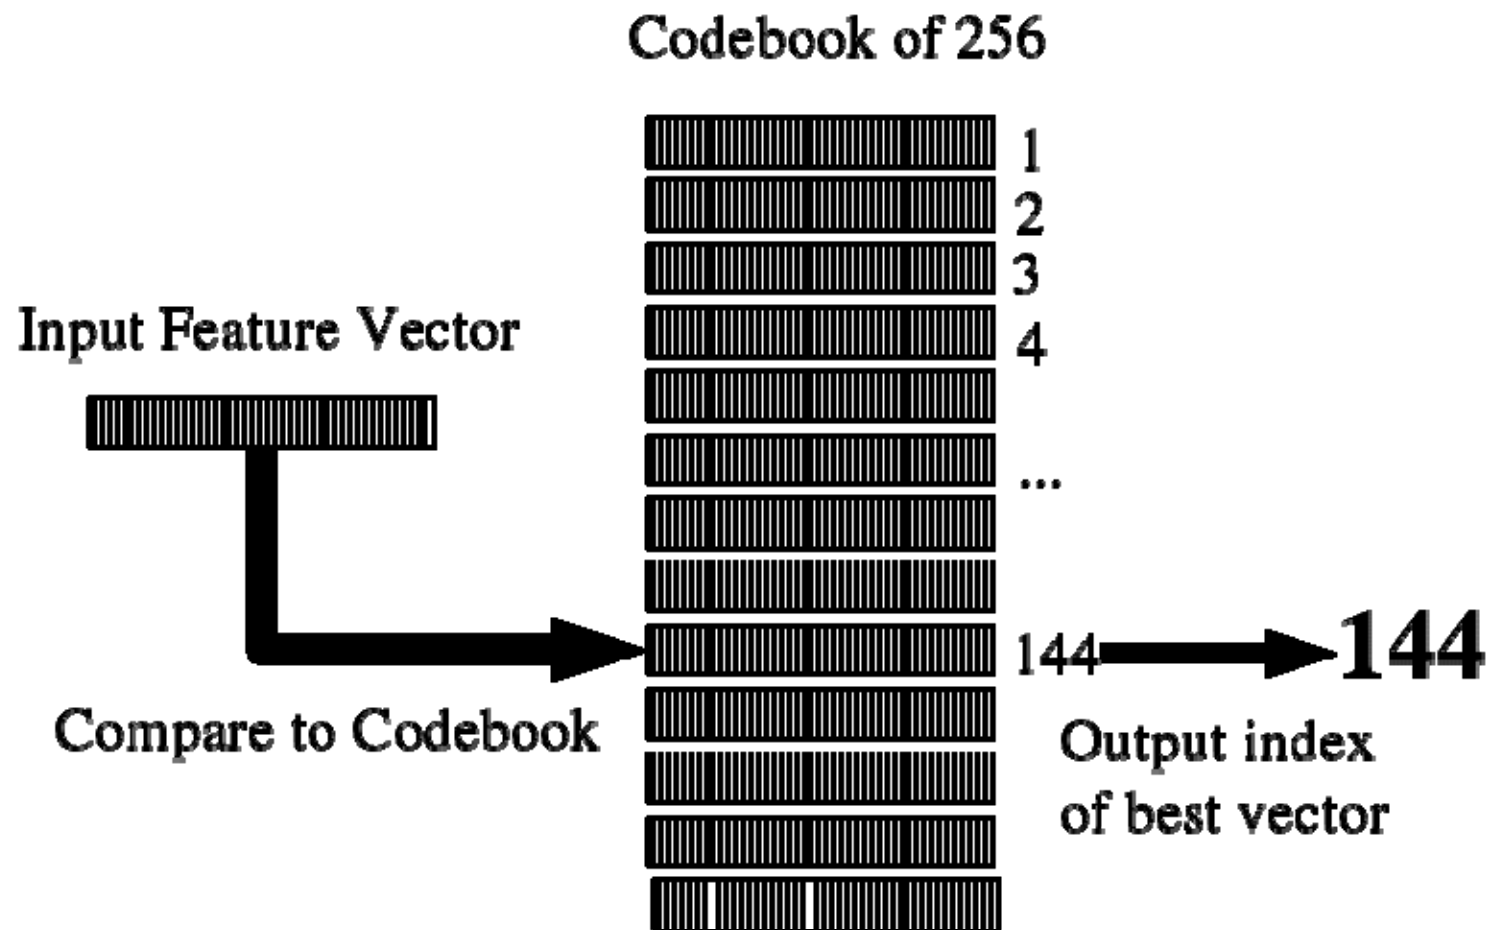 Codebook of 256
1
2
3
Input Feature Vector
4
...
144
144
Compare to Codebook
Output index
of best vector